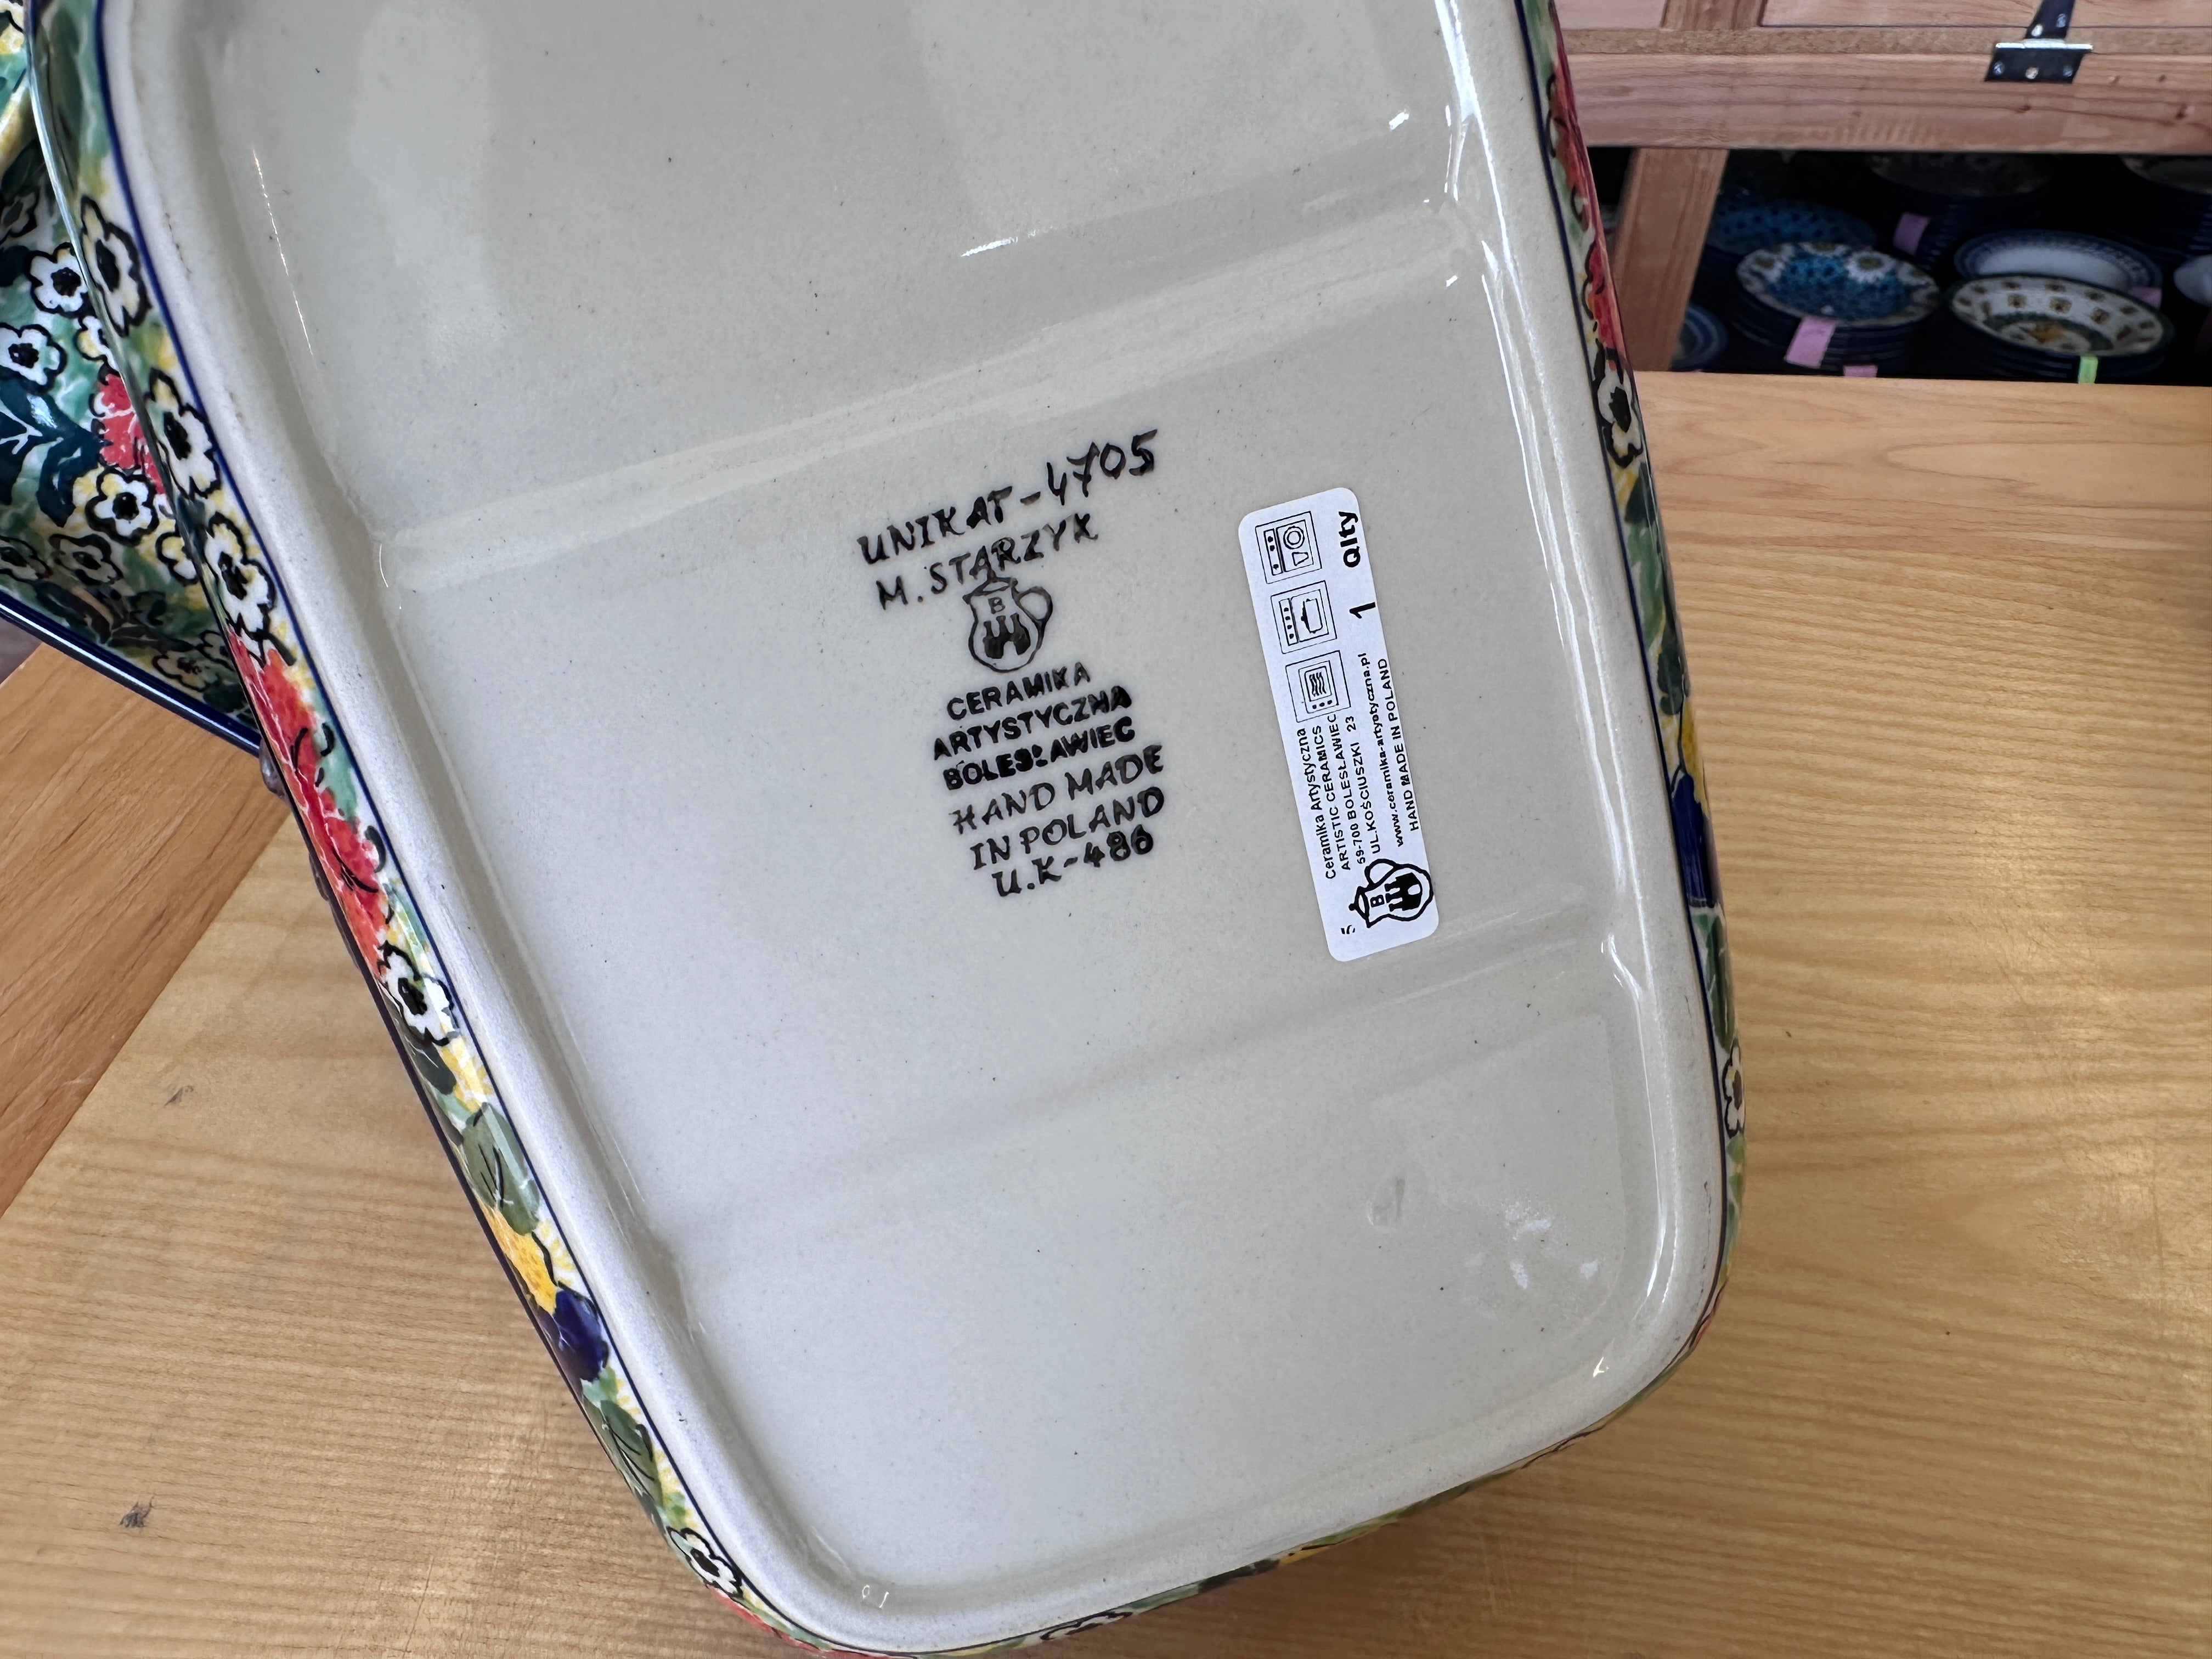 UNIKAT-4705
M. STARZYK
B
CERAMIKA
ARTYSTYCZNA
BOLESŁAWIEC
HAND MADE
IN POLAND
U.K-486
Ceramika Artystyczna
ARTISTIC CERAMICS
59-700 BOLESŁAWIEC
UL.KOŚCIUSZKI 23
www.ceramika-artystyczna.pl
HAND MADE IN POLAND
1 Qlty
B
5